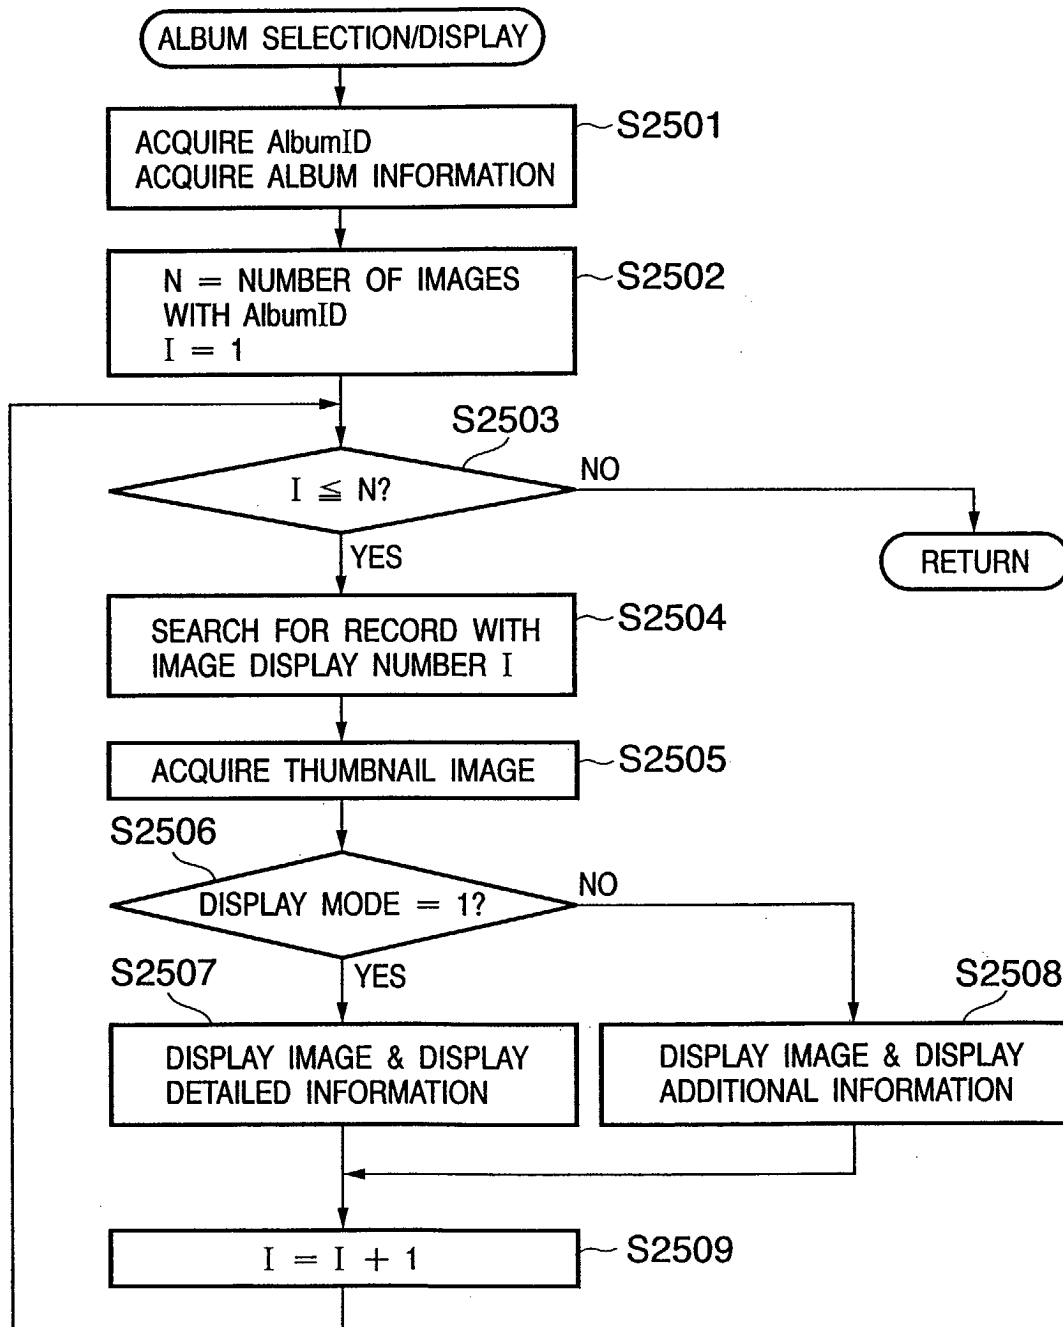 ALBUM SELECTION/DISPLAY
S2501
ACQUIRE AlbumID
ACQUIRE ALBUM INFORMATION
S2502
N = NUMBER OF IMAGES
WITH AlbumID
I = 1
S2503
I ≦ N?
NO
YES
RETURN
S2504
SEARCH FOR RECORD WITH
IMAGE DISPLAY NUMBER I
S2505
ACQUIRE THUMBNAIL IMAGE
S2506
DISPLAY MODE = 1?
NO
YES
S2507
DISPLAY IMAGE & DISPLAY
DETAILED INFORMATION
S2508
DISPLAY IMAGE & DISPLAY
ADDITIONAL INFORMATION
S2509
I = I + 1